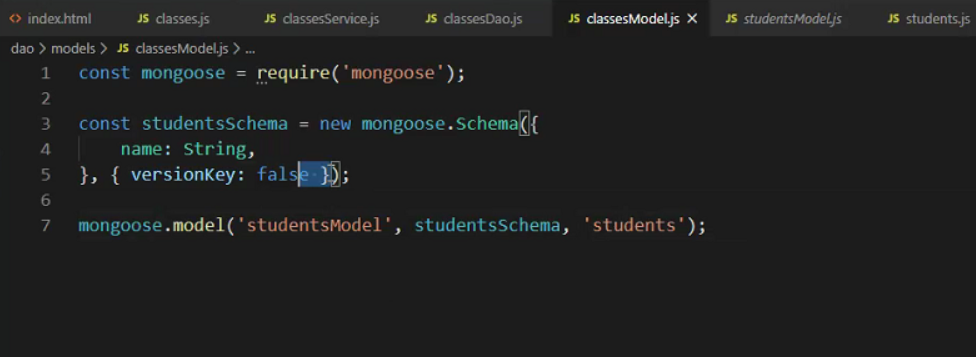 index.html JS classes.js JS classesService.js JS classesDao.js JS classesModel.js JS studentsModel.js JS students.js
dao > models > JS classesModel.js > ...
1 const mongoose = require('mongoose');
2
3 const studentsSchema = new mongoose.Schema({
4 name: String,
5 }, { versionKey: false });
6
7 mongoose.model('studentsModel', studentsSchema, 'students');